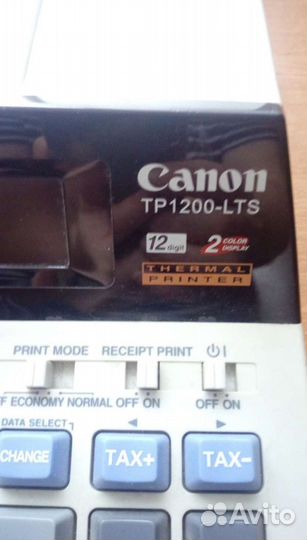 Canon
TP1200-LTS
12 digit 2 COLOR DISPLAY
THERMAL
PRINTER
PRINT MODE RECEIPT PRINT
FF ECONOMY NORMAL OFF ON OFF ON
DATA SELECT
CHANGE TAX+ TAX-
Avito